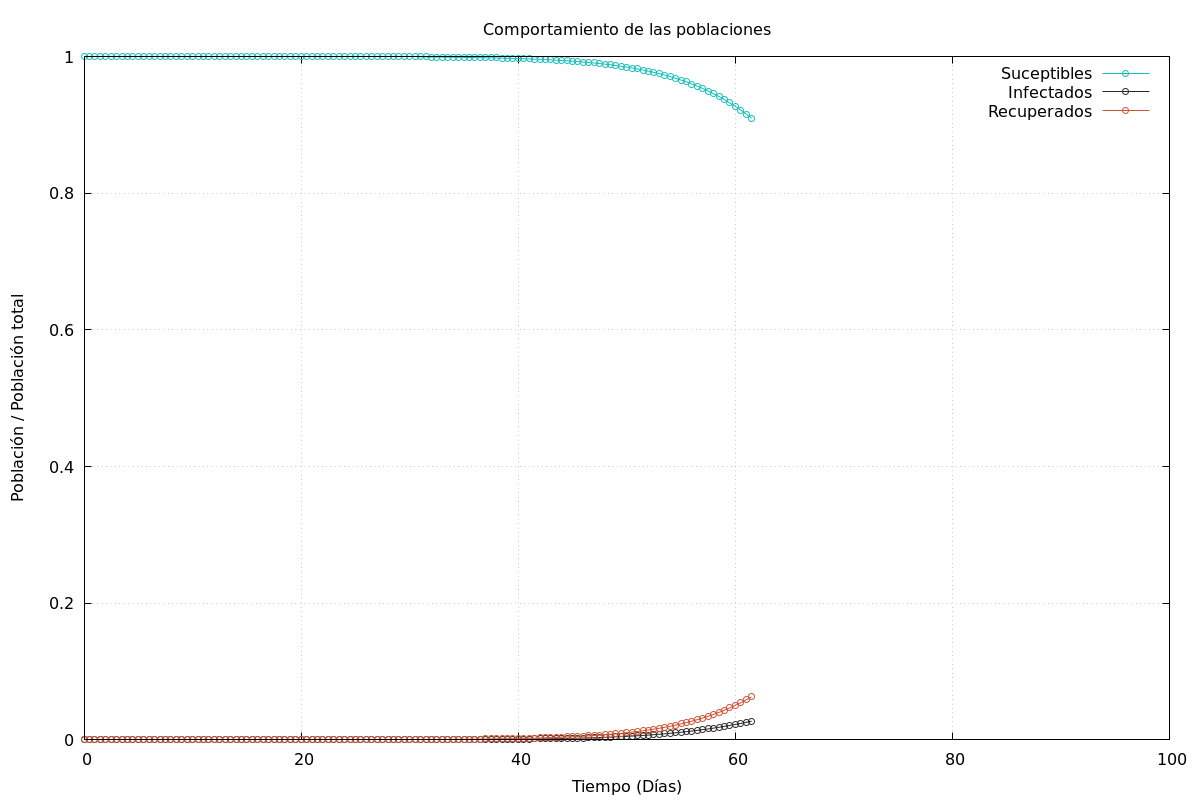 Comportamiento de las poblaciones
Suceptibles
Infectados
Recuperados
1
0.8
0.6
0.4
0.2
0
Población / Población total
0 20 40 60 80 100
Tiempo (Días)